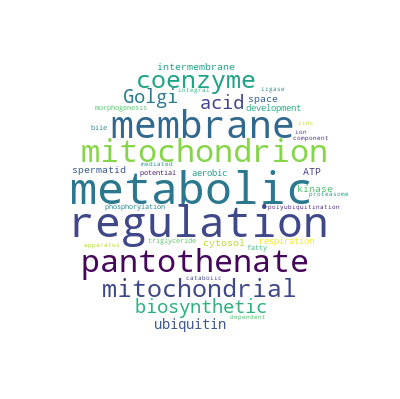 intermembrane
coenzyme
integral ligase
Golgi acid space
morphogenesis development
membrane zinc
bile ion
component
mitochondrion
mediated
spermatid potential aerobic ATP
metabolic kinase
proteasome
phosphorylation polyubiquitination
regulation
triglyceride cytosol respiration
apparatus fatty
pantothenate
catabolic
mitochondrial
biosynthetic
dependent
ubiquitin